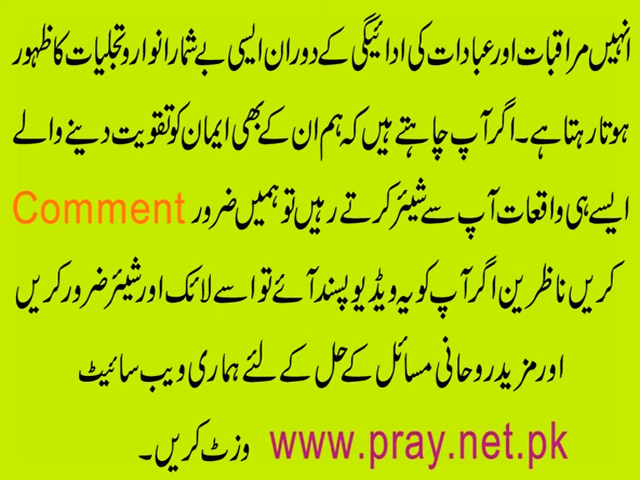 انہیں مراقبات اور عبادات کی ادائیگی کے دوران ایسی بے شمار انوار و تجلیات کا ظہور
ہوتا رہتا ہے۔ اگر آپ چاہتے ہیں کہ ہم ان کے بھی ایمان کو تقویت دینے والے
ایسے ہی واقعات آپ سے شیئر کرتے رہیں تو ہمیں ضرور Comment
کریں ناظرین اگر آپ کو یہ ویڈیو پسند آئے تو اسے لائک اور شیئر ضرور کریں
اور مزید روحانی مسائل کے حل کے لئے ہماری ویب سائیٹ
www.pray.net.pk وزٹ کریں۔